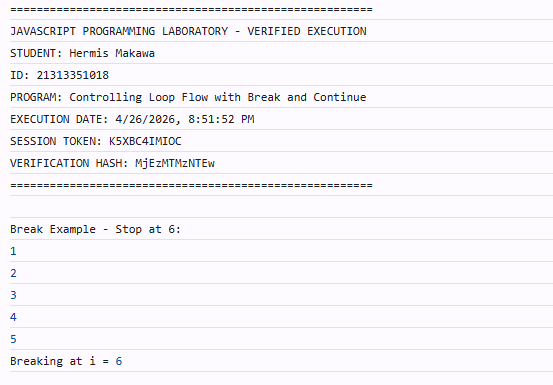 =======================================================
JAVASCRIPT PROGRAMMING LABORATORY - VERIFIED EXECUTION
STUDENT: Hermis Makawa
ID: 21313351018
PROGRAM: Controlling Loop Flow with Break and Continue
EXECUTION DATE: 4/26/2026, 8:51:52 PM
SESSION TOKEN: K5XBC4IMIOC
VERIFICATION HASH: MjEzMTMzNTEw
=======================================================
Break Example - Stop at 6:
1
2
3
4
5
Breaking at i = 6